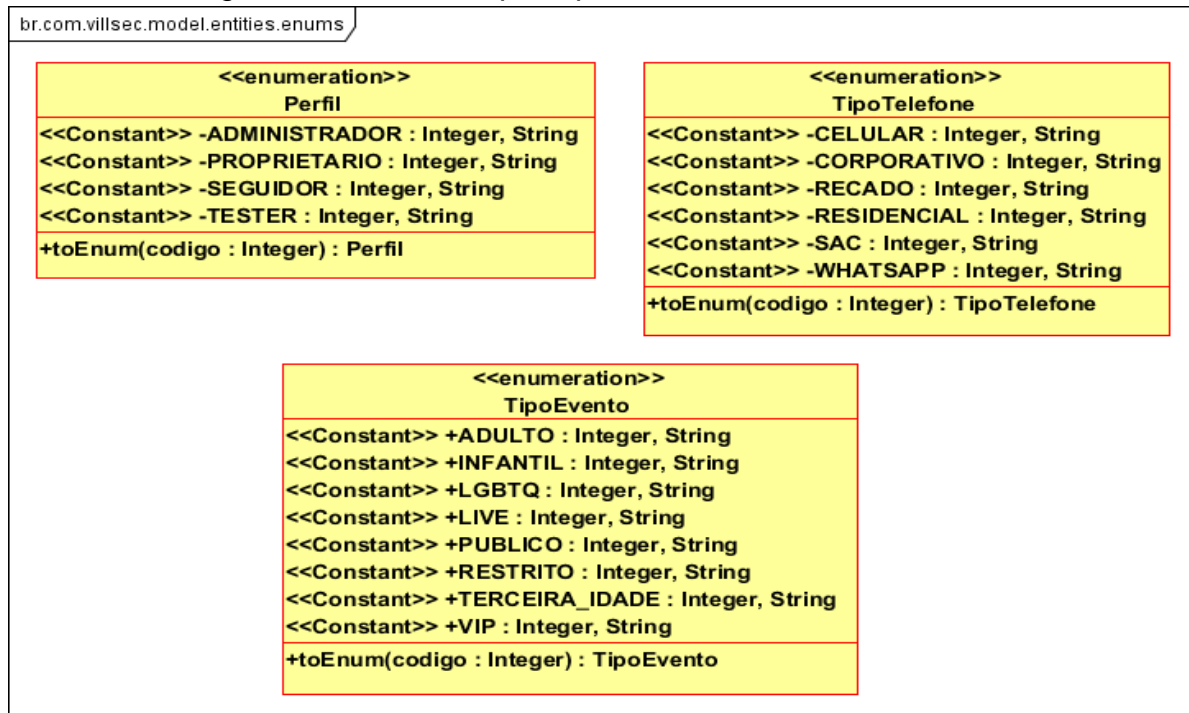 br.com.villsec.model.entities.enums
<<enumeration>>
Perfil
<<Constant>> -ADMINISTRADOR : Integer, String
<<Constant>> -PROPRIETARIO : Integer, String
<<Constant>> -SEGUIDOR : Integer, String
<<Constant>> -TESTER : Integer, String
+toEnum(codigo : Integer) : Perfil
<<enumeration>>
TipoTelefone
<<Constant>> -CELULAR : Integer, String
<<Constant>> -CORPORATIVO : Integer, String
<<Constant>> -RECADO : Integer, String
<<Constant>> -RESIDENCIAL : Integer, String
<<Constant>> -SAC : Integer, String
<<Constant>> -WHATSAPP : Integer, String
+toEnum(codigo : Integer) : TipoTelefone
<<enumeration>>
TipoEvento
<<Constant>> +ADULTO : Integer, String
<<Constant>> +INFANTIL : Integer, String
<<Constant>> +LGBTQ : Integer, String
<<Constant>> +LIVE : Integer, String
<<Constant>> +PUBLICO : Integer, String
<<Constant>> +RESTRITO : Integer, String
<<Constant>> +TERCEIRA_IDADE : Integer, String
<<Constant>> +VIP : Integer, String
+toEnum(codigo : Integer) : TipoEvento